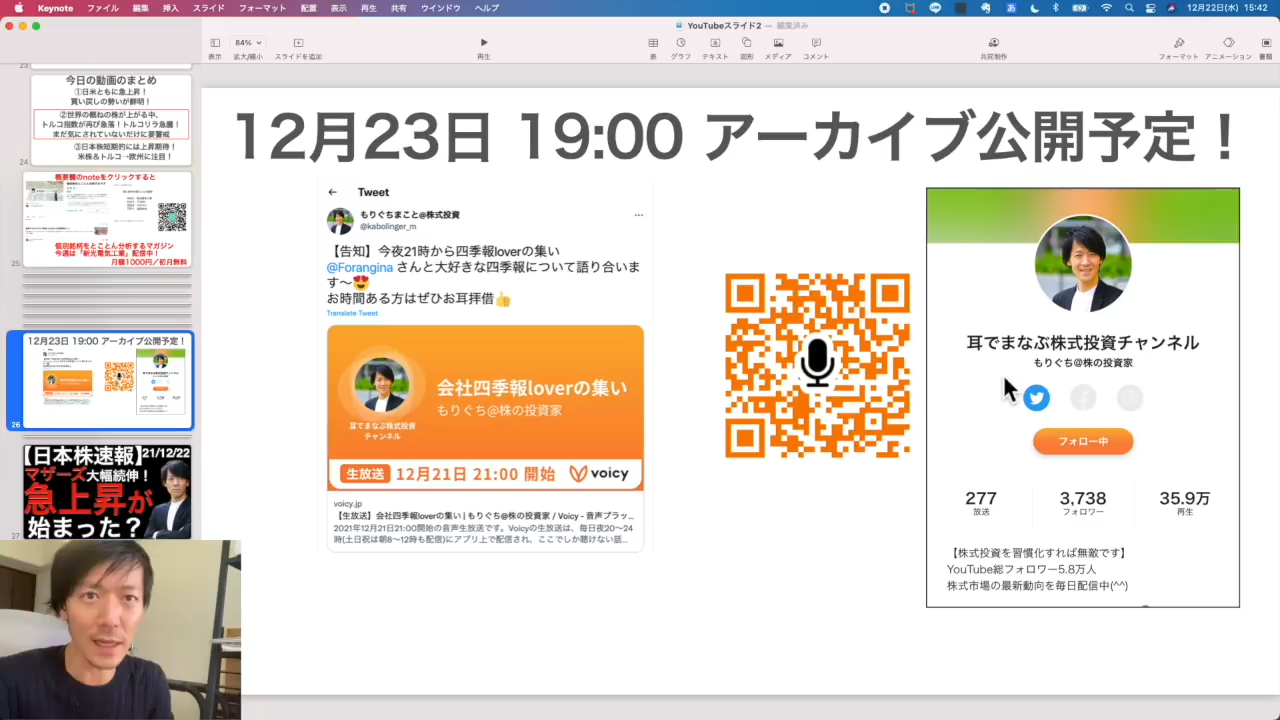 Keynote ファイル 編集 挿入 スライド フォーマット 配置 表示 再生 共有 ウインドウ ヘルプ
12月22日(水) 15:42
YouTubeスライド2 — 編集済み
84%
表示 拡大/縮小 スライドを追加 再生 表 グラフ テキスト 図形 メディア コメント 共同制作 フォーマット アニメーション 書類
23
今日の動画のまとめ
①日米ともに急上昇！
買い戻しの勢いが鮮明！
②世界の概ねの株が上がる中、
トルコ指数が再び急落！トルコリラ急騰！
まだ気にされていないだけに要警戒
③日本株短期的には上昇期待！
米株&トルコ→欧州に注目！
24
概要欄のnoteをクリックすると
個別銘柄をとことん分析するマガジン
今週は「新光電気工業」配信中！
月額1000円／初月無料
25
12月23日 19:00 アーカイブ公開予定！
26
【日本株速報】21/12/22
マザーズ大幅続伸！
急上昇が
始まった？
27
12月23日 19:00 アーカイブ公開予定！
← Tweet
もりぐちまこと@株式投資
@kabolinger_m
【告知】今夜21時から四季報loverの集い
@Forangina さんと大好きな四季報について語り合いま
す〜😍
お時間ある方はぜひお耳拝借👍
Translate Tweet
会社四季報loverの集い
もりぐち@株の投資家
耳でまなぶ株式投資
チャンネル
生放送 12月21日 21:00 開始 voicy
voicy.jp
【生放送】会社四季報loverの集い | もりぐち@株の投資家 / Voicy - 音声プラッ...
2021年12月21日21:00開始の音声生放送です。Voicyの生放送は、毎日夜20〜24
時(土日祝は朝8〜12時も配信)にアプリ上で配信され、ここでしか聴けない話...
耳でまなぶ株式投資チャンネル
もりぐち@株の投資家
フォロー中
277 3,738 35.9万
放送 フォロワー 再生
【株式投資を習慣化すれば無敵です】
YouTube総フォロワー5.8万人
株式市場の最新動向を毎日配信中(^^)